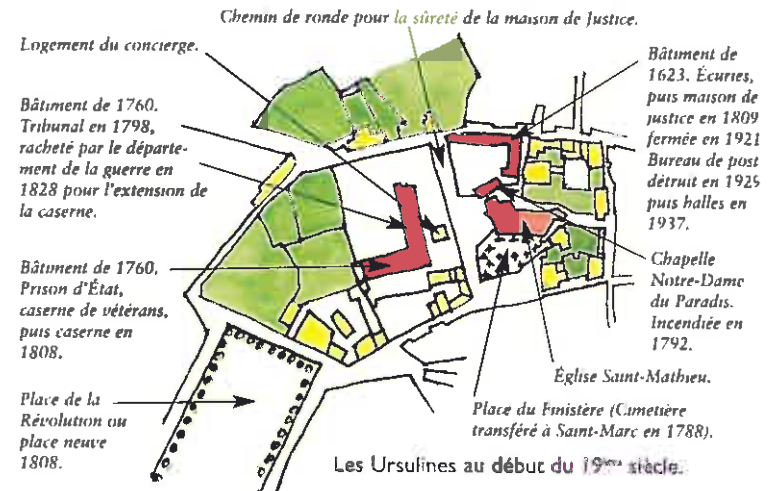 Chemin de ronde pour la sûreté de la maison de Justice.
Logement du concierge.
Bâtiment de 1760.
Tribunal en 1798,
racheté par le départe-
ment de la guerre en
1828 pour l'extension de
la caserne.
Bâtiment de 1760.
Prison d'État,
caserne de vétérans,
puis caserne en
1808.
Place de la
Révolution ou
place neuve
1808.
Bâtiment de
1623. Écuries,
puis maison de
justice en 1809
fermée en 1921
Bureau de post
détruit en 1925
puis halles en
1937.
Chapelle
Notre-Dame
du Paradis.
Incendiée en
1792.
Église Saint-Mathieu.
Place du Finistère (Cimetière
transféré à Saint-Marc en 1788).
Les Ursulines au début du 19ème siècle.